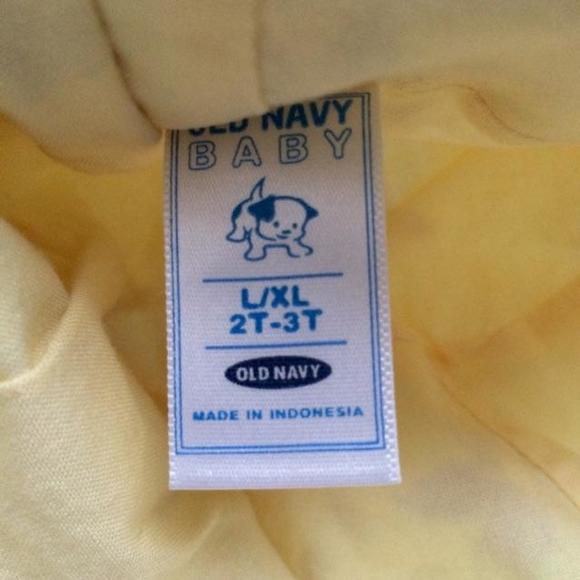 OLD NAVY
BABY
L/XL
2T-3T
OLD NAVY
MADE IN INDONESIA